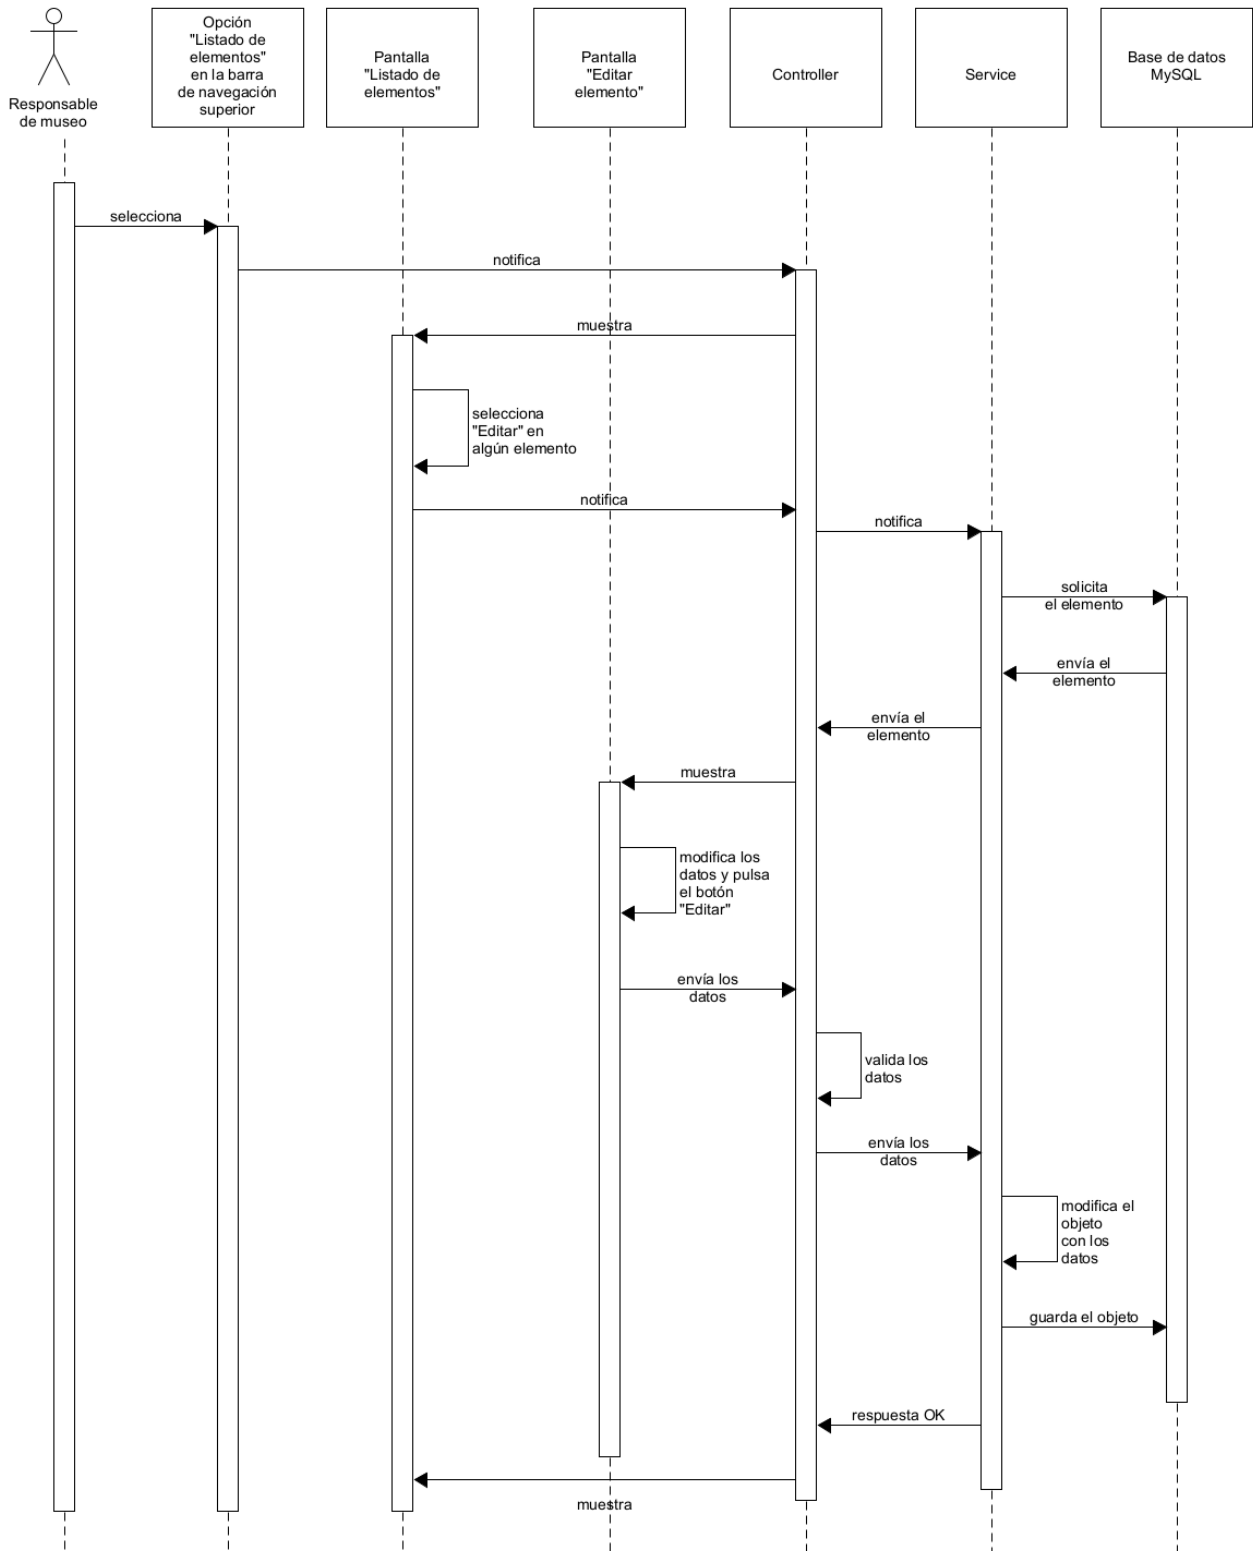 Responsable
de museo
Opción
"Listado de
elementos"
en la barra
de navegación
superior
Pantalla
"Listado de
elementos"
Pantalla
"Editar
elemento"
Controller
Service
Base de datos
MySQL
selecciona
notifica
muestra
selecciona
"Editar" en
algún elemento
notifica
notifica
solicita
el elemento
envía el
elemento
envía el
elemento
muestra
modifica los
datos y pulsa
el botón
"Editar"
envía los
datos
valida los
datos
envía los
datos
modifica el
objeto
con los
datos
guarda el objeto
respuesta OK
muestra